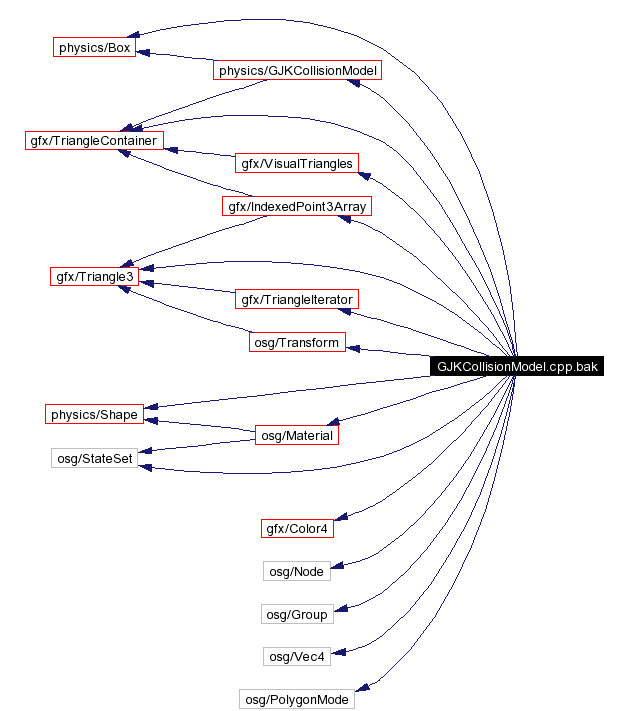 physics/Box
physics/GJKCollisionModel
gfx/TriangleContainer
gfx/VisualTriangles
gfx/IndexedPoint3Array
gfx/Triangle3
gfx/TriangleIterator
osg/Transform
GJKCollisionModel.cpp.bak
physics/Shape
osg/Material
osg/StateSet
gfx/Color4
osg/Node
osg/Group
osg/Vec4
osg/PolygonMode